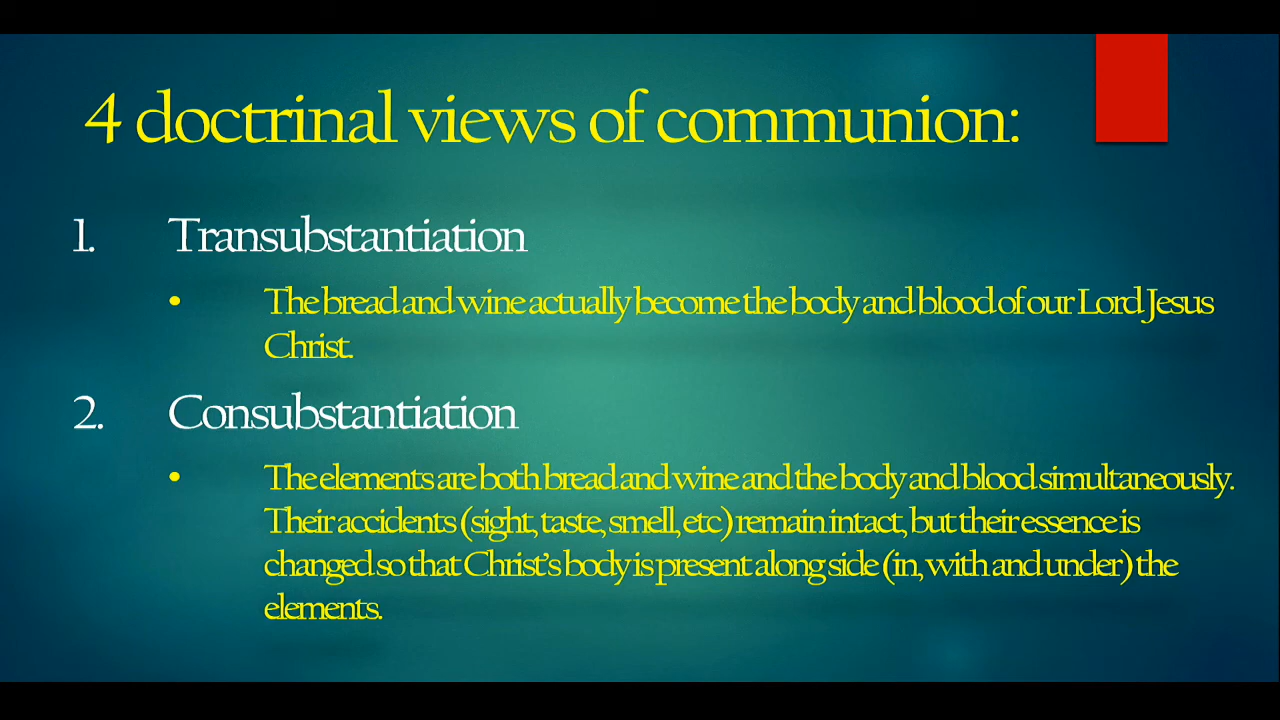 4 doctrinal views of communion:
1. Transubstantiation
• The bread and wine actually become the body and blood of our Lord Jesus
Christ.
2. Consubstantiation
• The elements are both bread and wine and the body and blood simultaneously.
Their accidents (sight, taste, smell, etc) remain intact, but their essence is
changed so that Christ’s body is present along side (in, with and under) the
elements.